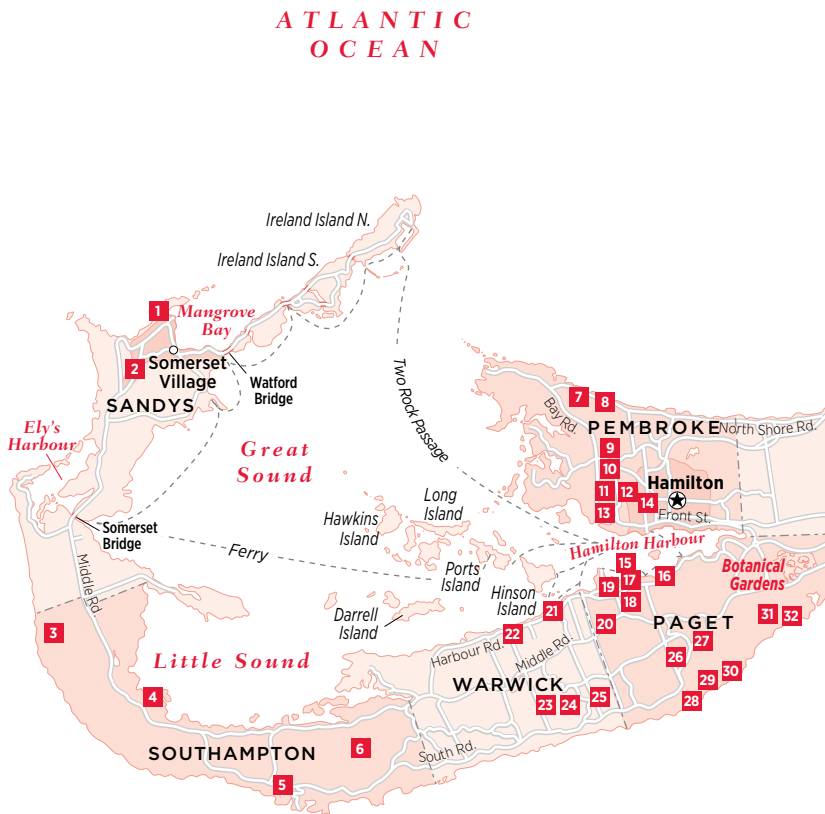 ATLANTIC
OCEAN
Ireland Island N.
Ireland Island S.
1
Mangrove
Bay
2
Somerset
Village
Watford
Bridge
SANDYS
Two Rock Passage
7
8
Bay Rd.
PEMBROKE
North Shore Rd.
Ely's
Harbour
Great
Sound
9
10
Hamilton
11
12
14
13
Front St.
Long
Island
Hawkins
Island
Somerset
Bridge
Ferry
Hamilton Harbour
Middle Rd
Ports
Island
15
16
17
19
18
Botanical
Gardens
Hinson
Island
21
Darrell
Island
20
PAGET
31
32
3
22
Harbour Rd.
Middle Rd.
27
26
Little Sound
4
WARWICK
23
24
25
29
30
28
SOUTHAMPTON
6
South Rd.
5